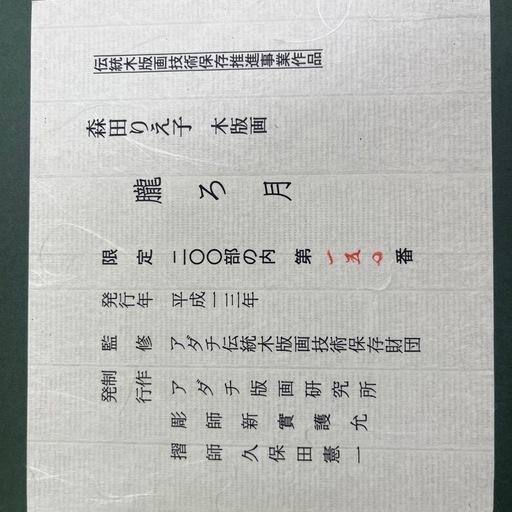 伝統木版画技術保存推進事業作品
森田りえ子 木版画
朧ろ月
限定 二〇〇部の内 第一五〇番
発行年 平成一三年
監修 アダチ伝統木版画技術保存財団
制作
発行 アダチ版画研究所
彫師 新實護允
摺師 久保田憲一